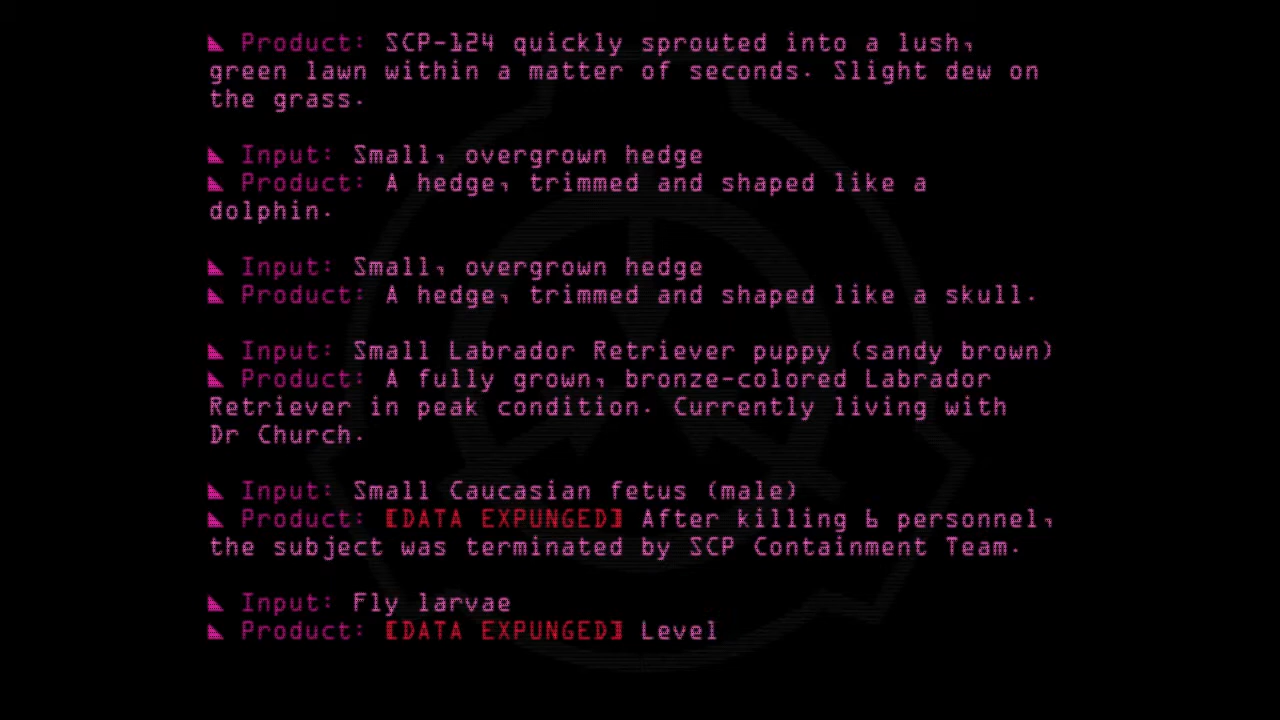 Product: SCP-124 quickly sprouted into a lush,
green lawn within a matter of seconds. Slight dew on
the grass.
Input: Small, overgrown hedge
Product: A hedge, trimmed and shaped like a
dolphin.
Input: Small, overgrown hedge
Product: A hedge, trimmed and shaped like a skull.
Input: Small Labrador Retriever puppy (sandy brown)
Product: A fully grown, bronze-colored Labrador
Retriever in peak condition. Currently living with
Dr Church.
Input: Small Caucasian fetus (male)
Product: [DATA EXPUNGED] After killing 6 personnel,
the subject was terminated by SCP Containment Team.
Input: Fly larvae
Product: [DATA EXPUNGED] Level